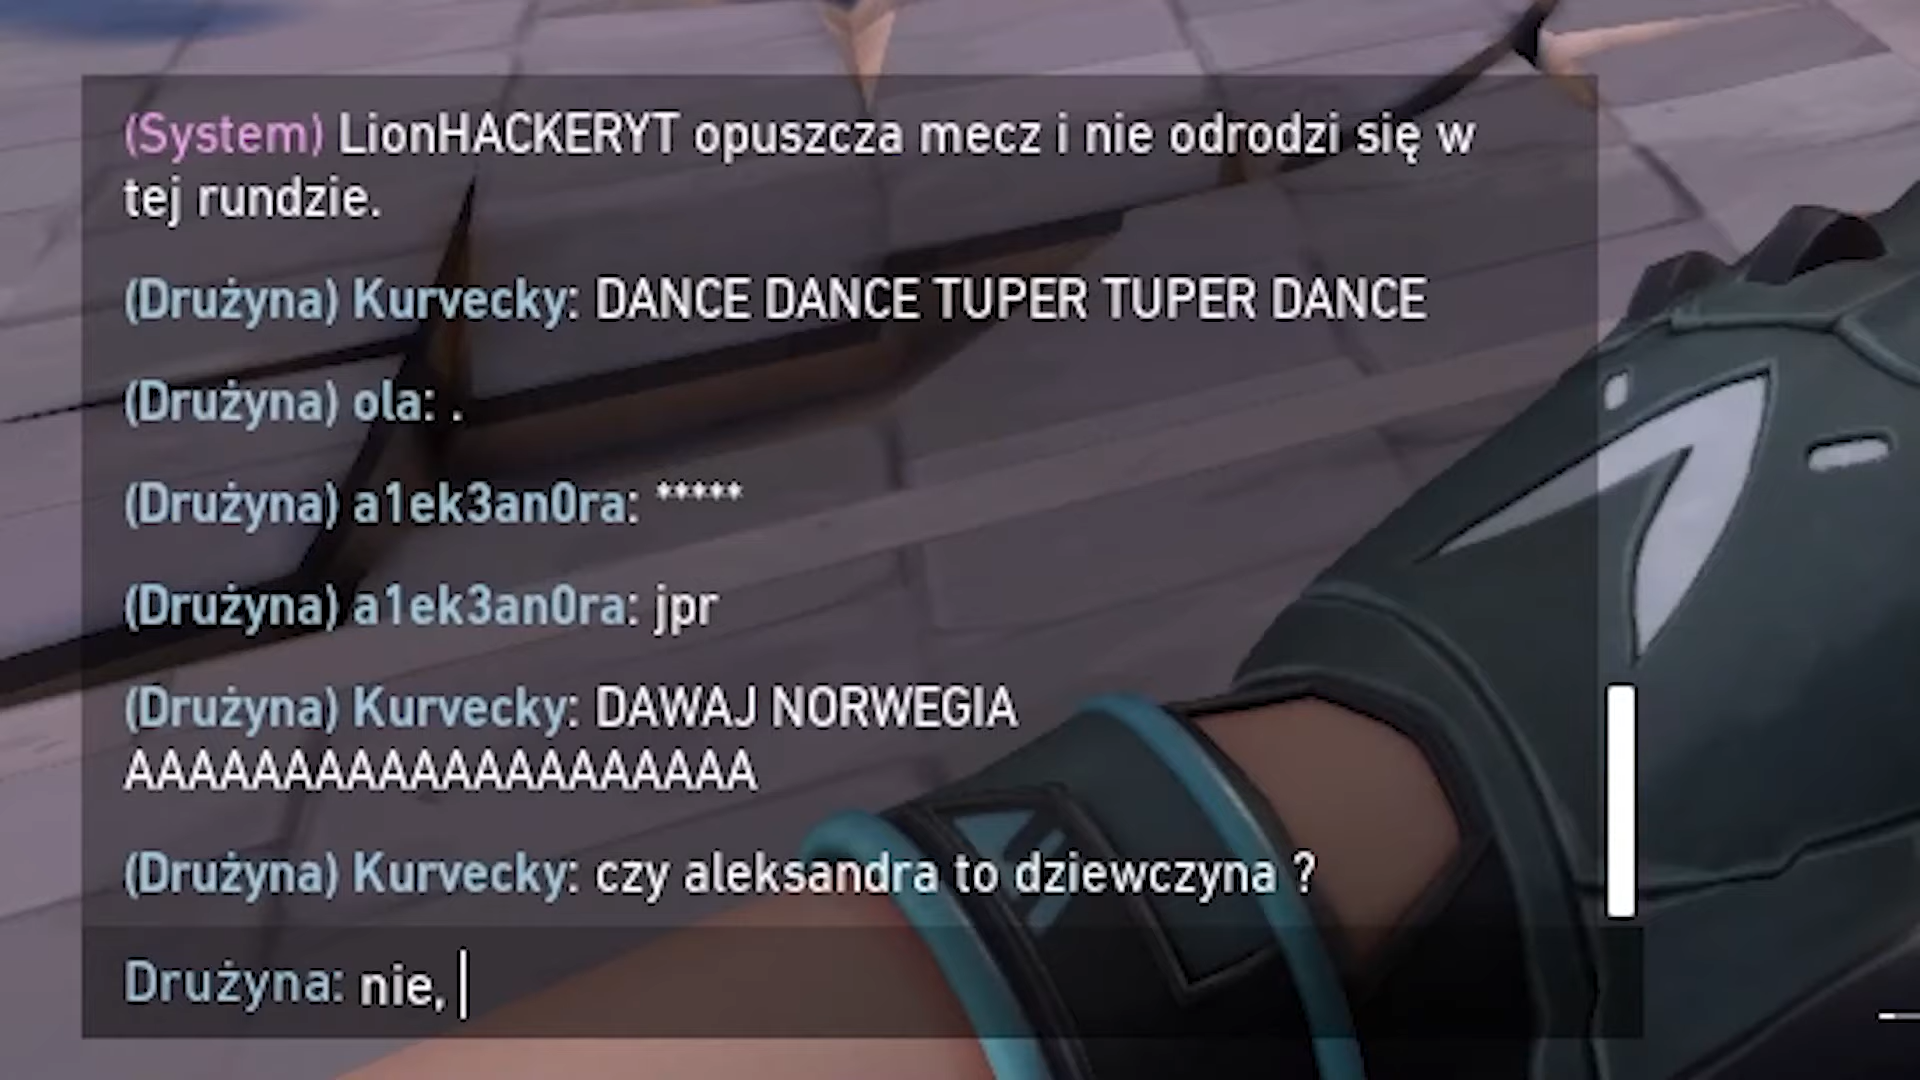 (System) LionHACKERYT opuszcza mecz i nie odrodzi się w
tej rundzie.
(Drużyna) Kurvecky: DANCE DANCE TUPER TUPER DANCE
(Drużyna) ola: .
(Drużyna) a1ek3an0ra: *****
(Drużyna) a1ek3an0ra: jpr
(Drużyna) Kurvecky: DAWAJ NORWEGIA
AAAAAAAAAAAAAAAAAAAA
(Drużyna) Kurvecky: czy aleksandra to dziewczyna ?
Drużyna: nie,